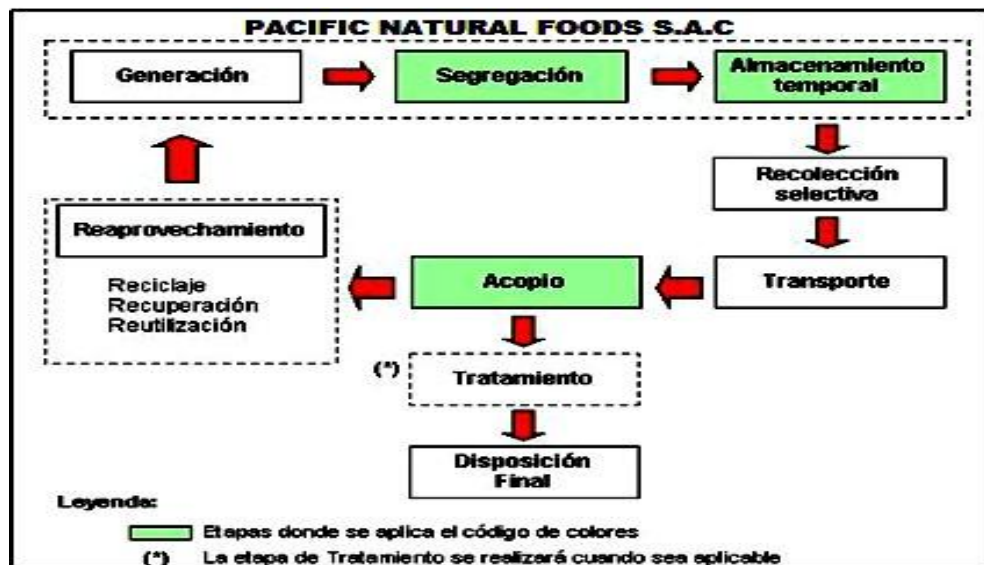 PACIFIC NATURAL FOODS S.A.C
Generación
Segregación
Almacenamiento
temporal
Recolección
selectiva
Reaprovechamiento
Reciclaje
Recuperación
Reutilización
Acopio
Transporte
(*)
Tratamiento
Disposición
Final
Leyenda:
Etapas donde se aplica el código de colores
(*) La etapa de Tratamiento se realizará cuando sea aplicable